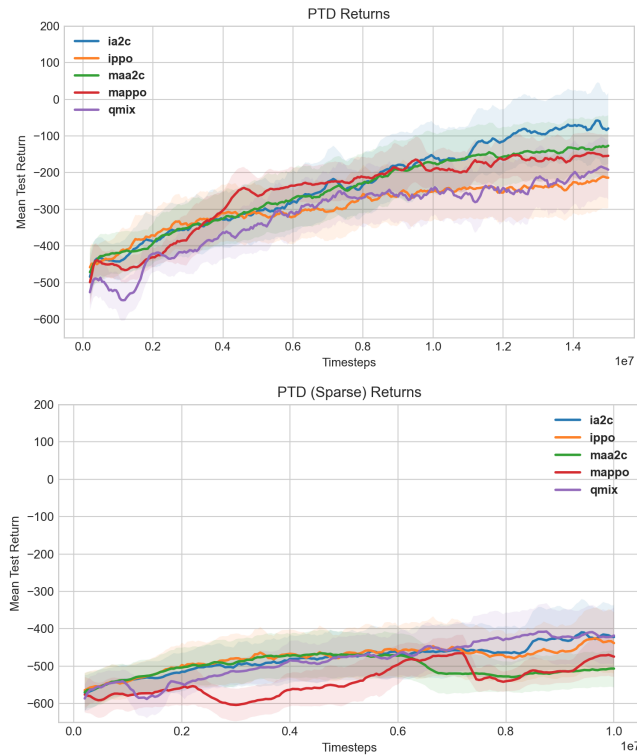 PTD Returns
200
100
0
−100
−200
−300
−400
−500
−600
Mean Test Return
ia2c
ippo
maa2c
mappo
qmix
0.0 0.2 0.4 0.6 0.8 1.0 1.2 1.4
1e7
Timesteps
PTD (Sparse) Returns
200
100
0
−100
−200
−300
−400
−500
−600
Mean Test Return
ia2c
ippo
maa2c
mappo
qmix
0.0 0.2 0.4 0.6 0.8 1.0
1e7
Timesteps